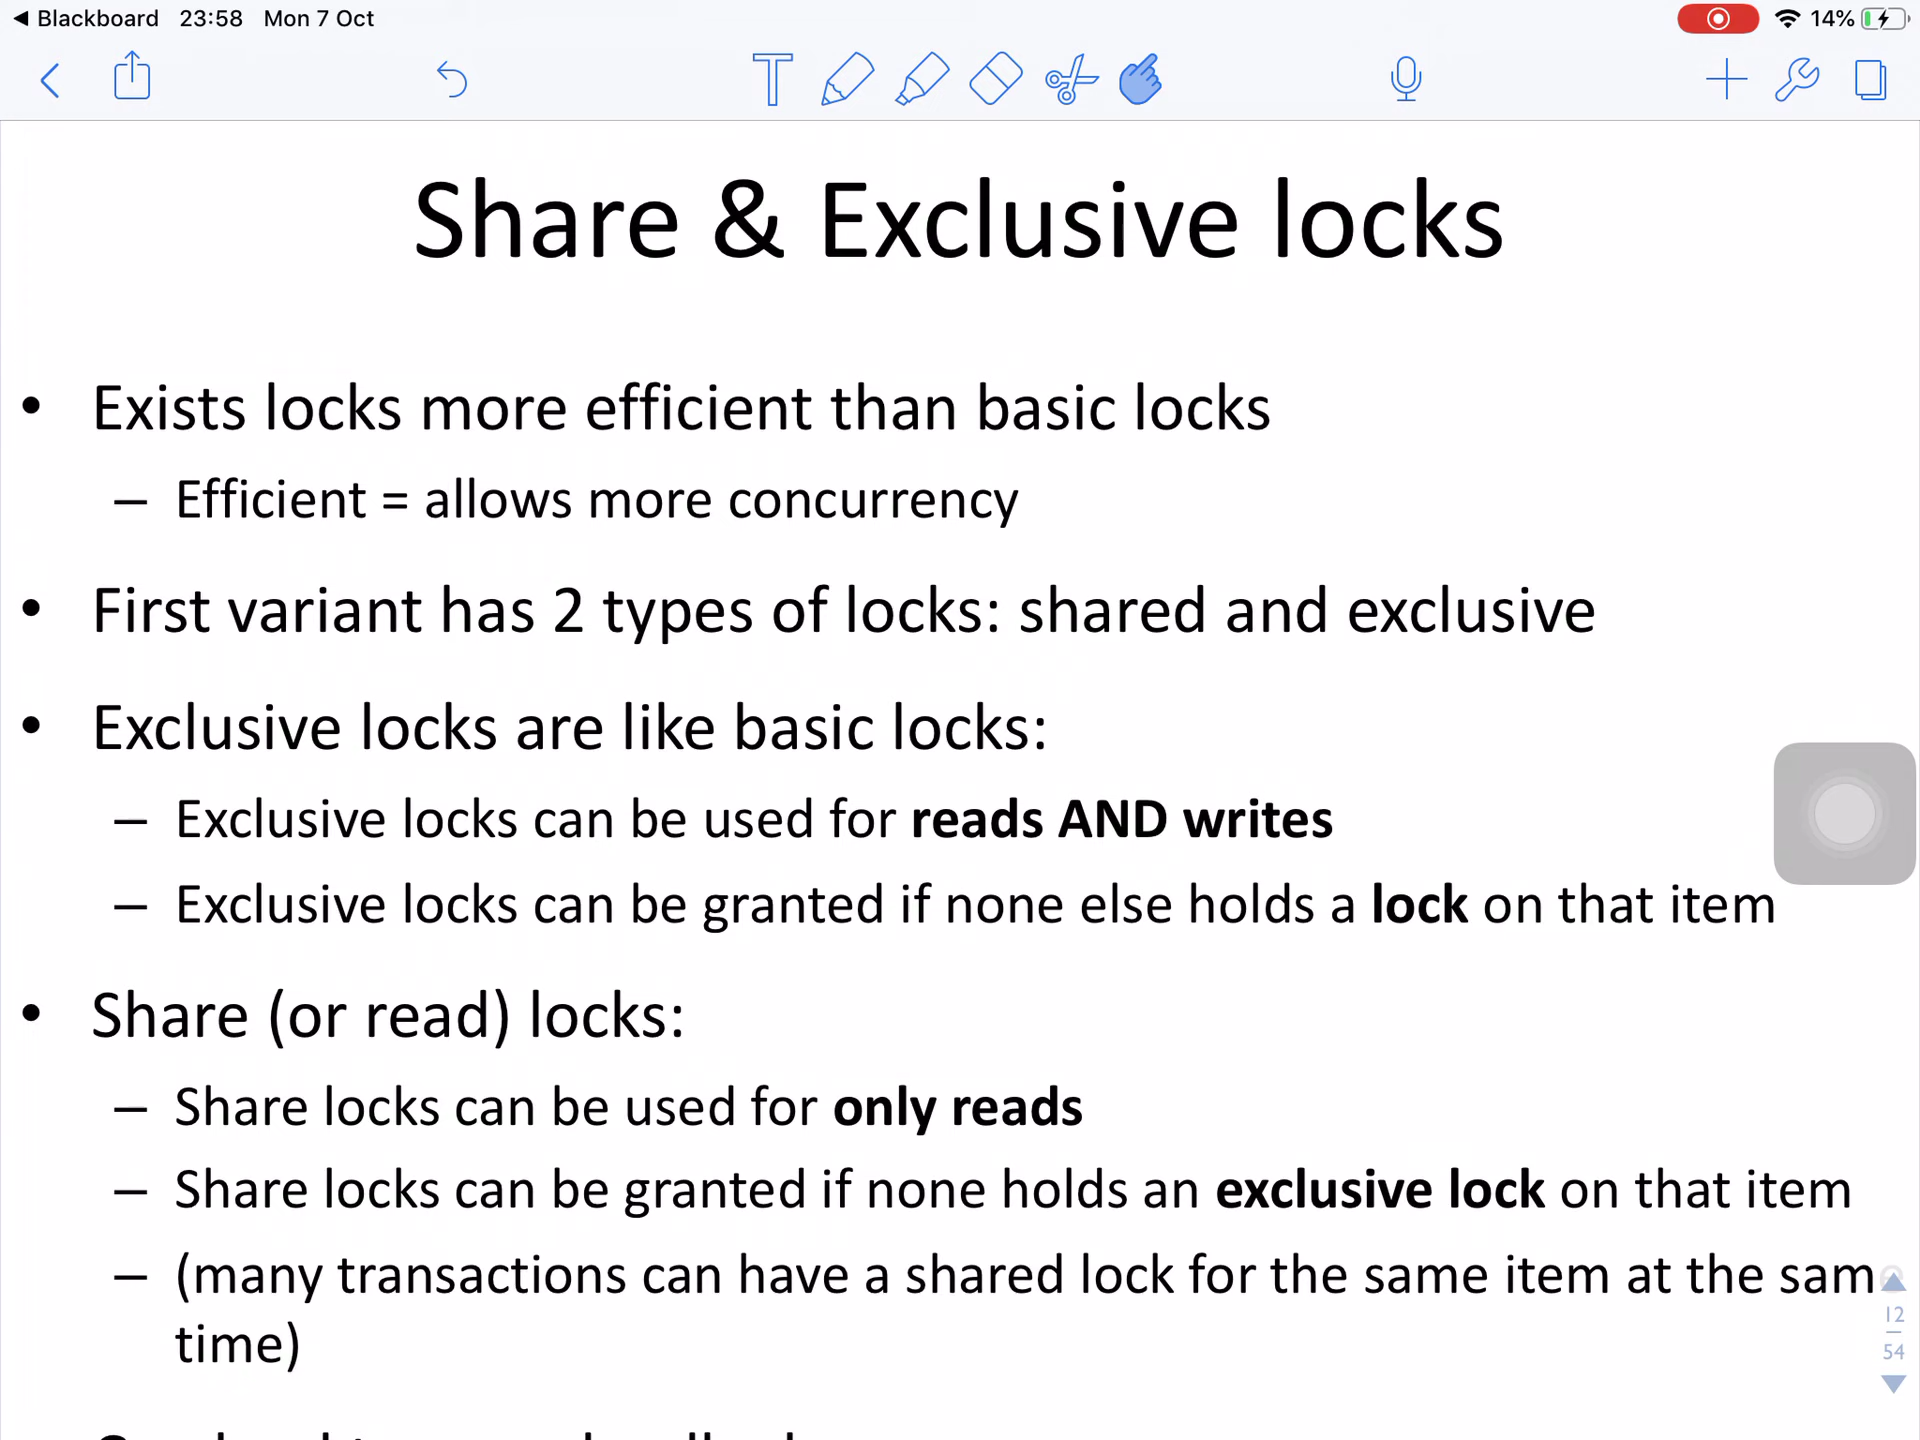 Blackboard 23:58 Mon 7 Oct 14%
Share & Exclusive locks
• Exists locks more efficient than basic locks
– Efficient = allows more concurrency
• First variant has 2 types of locks: shared and exclusive
• Exclusive locks are like basic locks:
– Exclusive locks can be used for reads AND writes
– Exclusive locks can be granted if none else holds a lock on that item
• Share (or read) locks:
– Share locks can be used for only reads
– Share locks can be granted if none holds an exclusive lock on that item
– (many transactions can have a shared lock for the same item at the sam
time)
12
54